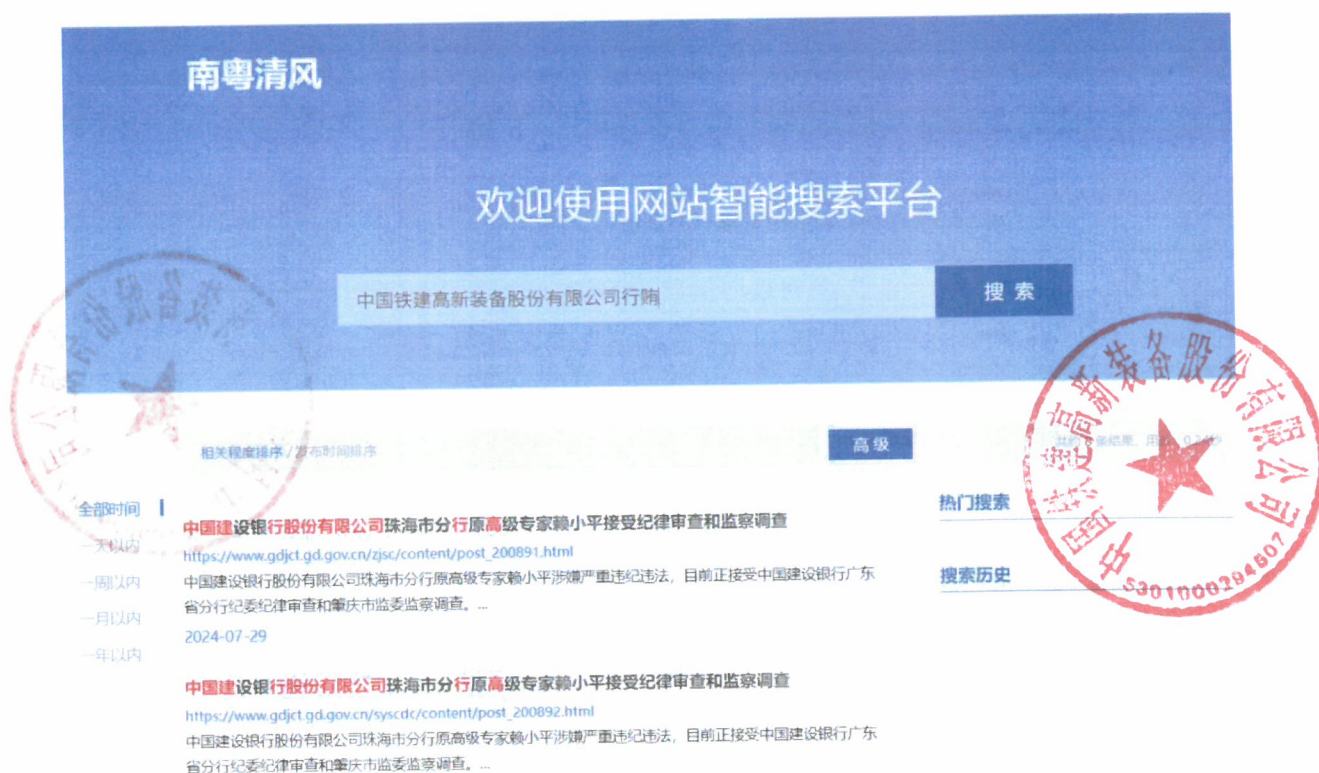 南粤清风
欢迎使用网站智能搜索平台
中国铁建高新装备股份有限公司行贿
搜 索
相关程度排序 / 发布时间排序
高 级
全部时间
一天以内
一周以内
一月以内
一年以内
中国建设银行股份有限公司珠海市分行原高级专家赖小平接受纪律审查和监察调查
https://www.gdjct.gd.gov.cn/zjsc/content/post_200891.html
中国建设银行股份有限公司珠海市分行原高级专家赖小平涉嫌严重违纪违法，目前正接受中国建设银行广东
省分行纪委纪律审查和肇庆市监委监察调查。...
2024-07-29
中国建设银行股份有限公司珠海市分行原高级专家赖小平接受纪律审查和监察调查
https://www.gdjct.gd.gov.cn/syscdc/content/post_200892.html
中国建设银行股份有限公司珠海市分行原高级专家赖小平涉嫌严重违纪违法，目前正接受中国建设银行广东
省分行纪委纪律审查和肇庆市监委监察调查。...
热门搜索
搜索历史
中国铁建高新装备股份有限公司